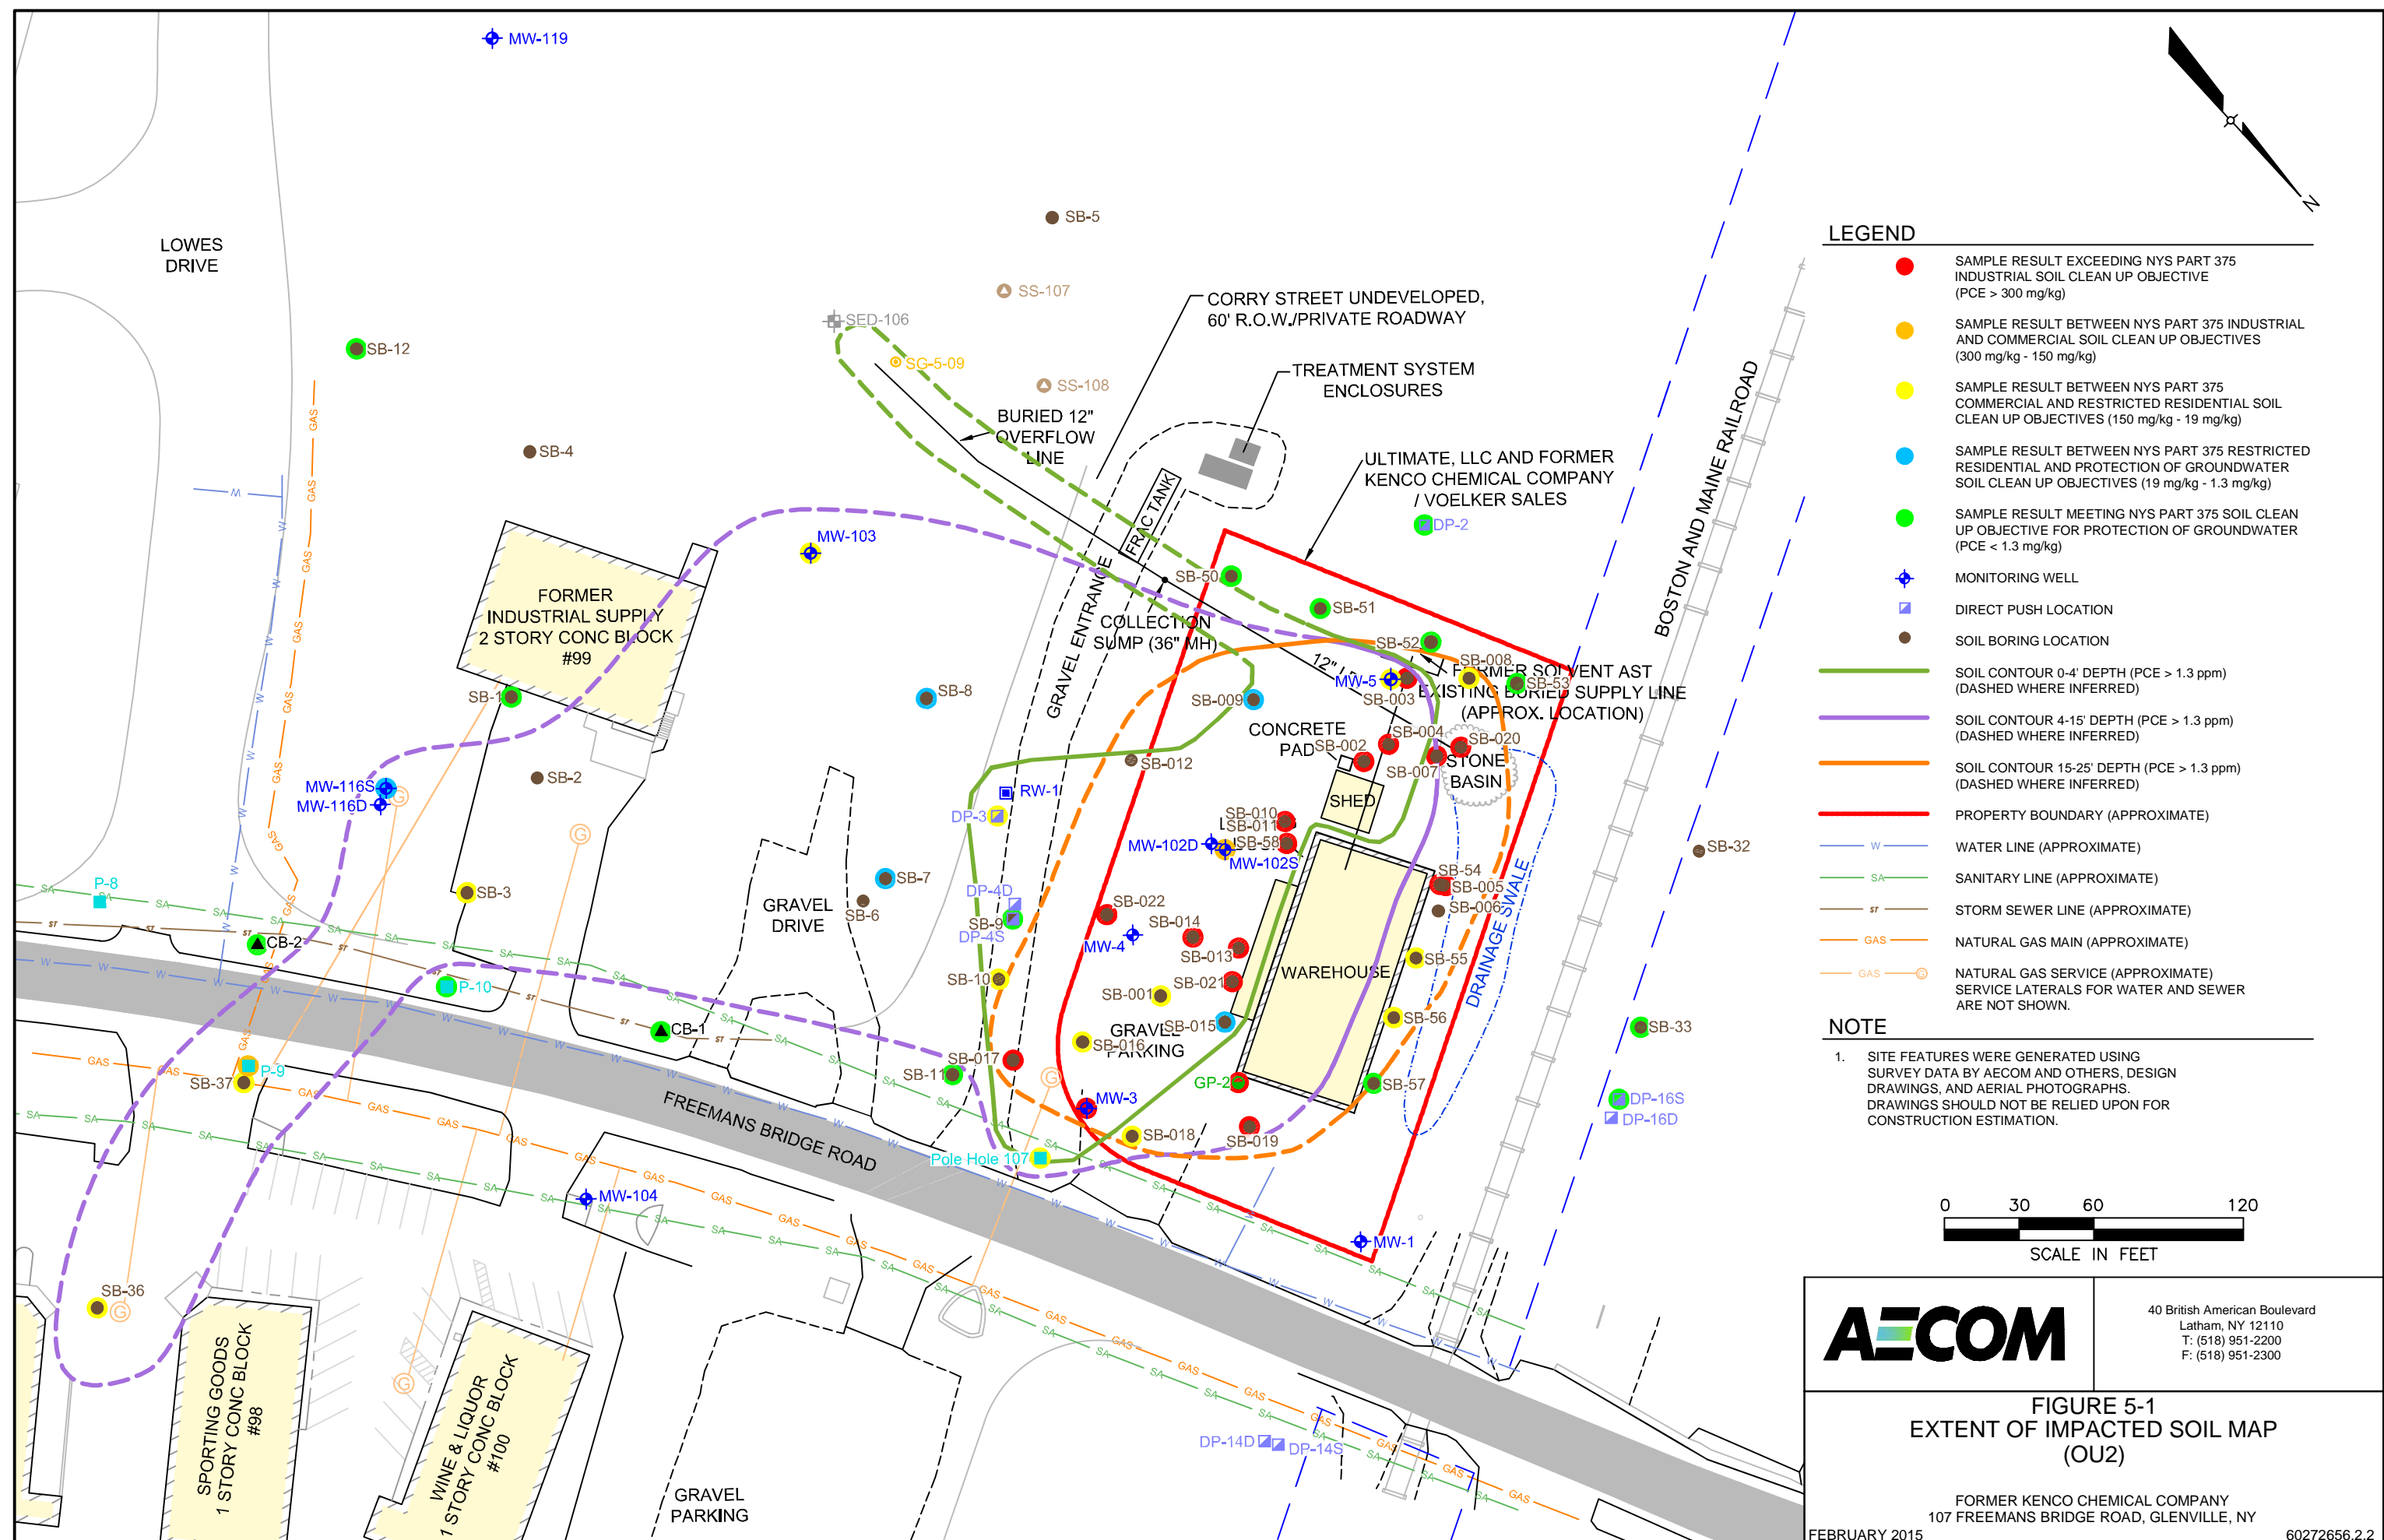 MW-119
SB-5
LOWES
DRIVE
SS-107
SED-106
CORRY STREET UNDEVELOPED,
60' R.O.W./PRIVATE ROADWAY
SB-12
SG-5-09
SS-108
TREATMENT SYSTEM
ENCLOSURES
BURIED 12"
OVERFLOW
LINE
SB-4
ULTIMATE, LLC AND FORMER
KENCO CHEMICAL COMPANY
/ VOELKER SALES
FRAC TANK
DP-2
MW-103
BOSTON AND MAINE RAILROAD
FORMER
INDUSTRIAL SUPPLY
2 STORY CONC BLOCK
#99
GRAVEL ENTRANCE
SB-50
SB-51
COLLECTION
SUMP (36" MH)
SB-52
SB-008
FORMER SOLVENT AST
SB-1
SB-8
SB-009
12"
MW-5
SB-003
SB-53
EXISTING BURIED SUPPLY LINE
(APPROX. LOCATION)
CONCRETE
PAD
SB-002
SB-004
SB-020
SB-007
STONE
BASIN
SB-012
SB-2
MW-116S
MW-116D
RW-1
DP-3
SHED
SB-010
SB-011
SB-58
MW-102D
MW-102S
SB-32
P-8
SB-3
SB-7
SB-6
GRAVEL
DRIVE
DP-4D
SB-9
DP-4S
SB-022
SB-014
MW-4
SB-013
SB-54
SB-005
SB-006
CB-2
SB-55
WAREHOUSE
DRAINAGE SWALE
P-10
SB-10
SB-001
SB-021
SB-015
SB-56
CB-1
SB-016
GRAVEL
PARKING
SB-33
P-9
SB-37
SB-017
SB-11
GP-2
SB-57
DP-16S
DP-16D
MW-3
FREEMANS BRIDGE ROAD
SB-018
SB-019
Pole Hole 107
MW-104
MW-1
SB-36
SPORTING GOODS
1 STORY CONC BLOCK
#98
WINE & LIQUOR
1 STORY CONC BLOCK
#100
GRAVEL
PARKING
DP-14D
DP-14S
N
LEGEND
SAMPLE RESULT EXCEEDING NYS PART 375
INDUSTRIAL SOIL CLEAN UP OBJECTIVE
(PCE > 300 mg/kg)
SAMPLE RESULT BETWEEN NYS PART 375 INDUSTRIAL
AND COMMERCIAL SOIL CLEAN UP OBJECTIVES
(300 mg/kg - 150 mg/kg)
SAMPLE RESULT BETWEEN NYS PART 375
COMMERCIAL AND RESTRICTED RESIDENTIAL SOIL
CLEAN UP OBJECTIVES (150 mg/kg - 19 mg/kg)
SAMPLE RESULT BETWEEN NYS PART 375 RESTRICTED
RESIDENTIAL AND PROTECTION OF GROUNDWATER
SOIL CLEAN UP OBJECTIVES (19 mg/kg - 1.3 mg/kg)
SAMPLE RESULT MEETING NYS PART 375 SOIL CLEAN
UP OBJECTIVE FOR PROTECTION OF GROUNDWATER
(PCE < 1.3 mg/kg)
MONITORING WELL
DIRECT PUSH LOCATION
SOIL BORING LOCATION
SOIL CONTOUR 0-4' DEPTH (PCE > 1.3 ppm)
(DASHED WHERE INFERRED)
SOIL CONTOUR 4-15' DEPTH (PCE > 1.3 ppm)
(DASHED WHERE INFERRED)
SOIL CONTOUR 15-25' DEPTH (PCE > 1.3 ppm)
(DASHED WHERE INFERRED)
PROPERTY BOUNDARY (APPROXIMATE)
W WATER LINE (APPROXIMATE)
SA SANITARY LINE (APPROXIMATE)
ST STORM SEWER LINE (APPROXIMATE)
GAS NATURAL GAS MAIN (APPROXIMATE)
GAS G NATURAL GAS SERVICE (APPROXIMATE)
SERVICE LATERALS FOR WATER AND SEWER
ARE NOT SHOWN.
NOTE
1. SITE FEATURES WERE GENERATED USING
SURVEY DATA BY AECOM AND OTHERS, DESIGN
DRAWINGS, AND AERIAL PHOTOGRAPHS.
DRAWINGS SHOULD NOT BE RELIED UPON FOR
CONSTRUCTION ESTIMATION.
0 30 60 120
SCALE IN FEET
AECOM
40 British American Boulevard
Latham, NY 12110
T: (518) 951-2200
F: (518) 951-2300
FIGURE 5-1
EXTENT OF IMPACTED SOIL MAP
(OU2)
FORMER KENCO CHEMICAL COMPANY
107 FREEMANS BRIDGE ROAD, GLENVILLE, NY
FEBRUARY 2015 60272656.2.2